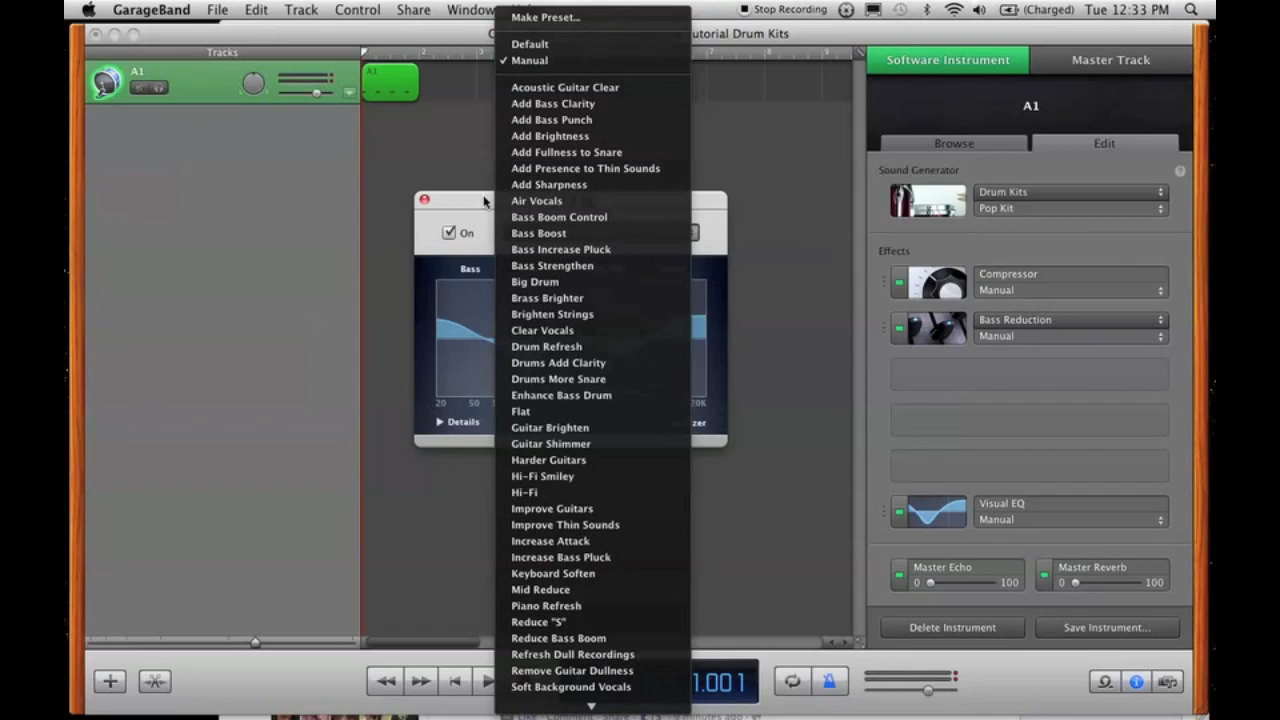 GarageBand File Edit Track Control Share Window
Stop Recording (Charged) Tue 12:33 PM
utorial Drum Kits
Tracks
2 3 7 8 9
A1
A1
Make Preset...
Default
✓ Manual
Acoustic Guitar Clear
Add Bass Clarity
Add Bass Punch
Add Brightness
Add Fullness to Snare
Add Presence to Thin Sounds
Add Sharpness
Air Vocals
Bass Boom Control
Bass Boost
Bass Increase Pluck
Bass Strengthen
Big Drum
Brass Brighter
Brighten Strings
Clear Vocals
Drum Refresh
Drums Add Clarity
Drums More Snare
Enhance Bass Drum
Flat
Guitar Brighten
Guitar Shimmer
Harder Guitars
Hi-Fi Smiley
Hi-Fi
Improve Guitars
Improve Thin Sounds
Increase Attack
Increase Bass Pluck
Keyboard Soften
Mid Reduce
Piano Refresh
Reduce "S"
Reduce Bass Boom
Refresh Dull Recordings
Remove Guitar Dullness
Soft Background Vocals
On
Bass
20 50
20K
Details
zer
1.001
Software Instrument
Master Track
A1
Browse
Edit
Sound Generator
Drum Kits
Pop Kit
Effects
Compressor
Manual
Bass Reduction
Manual
Visual EQ
Manual
Master Echo
0 100
Master Reverb
0 100
Delete Instrument
Save Instrument...